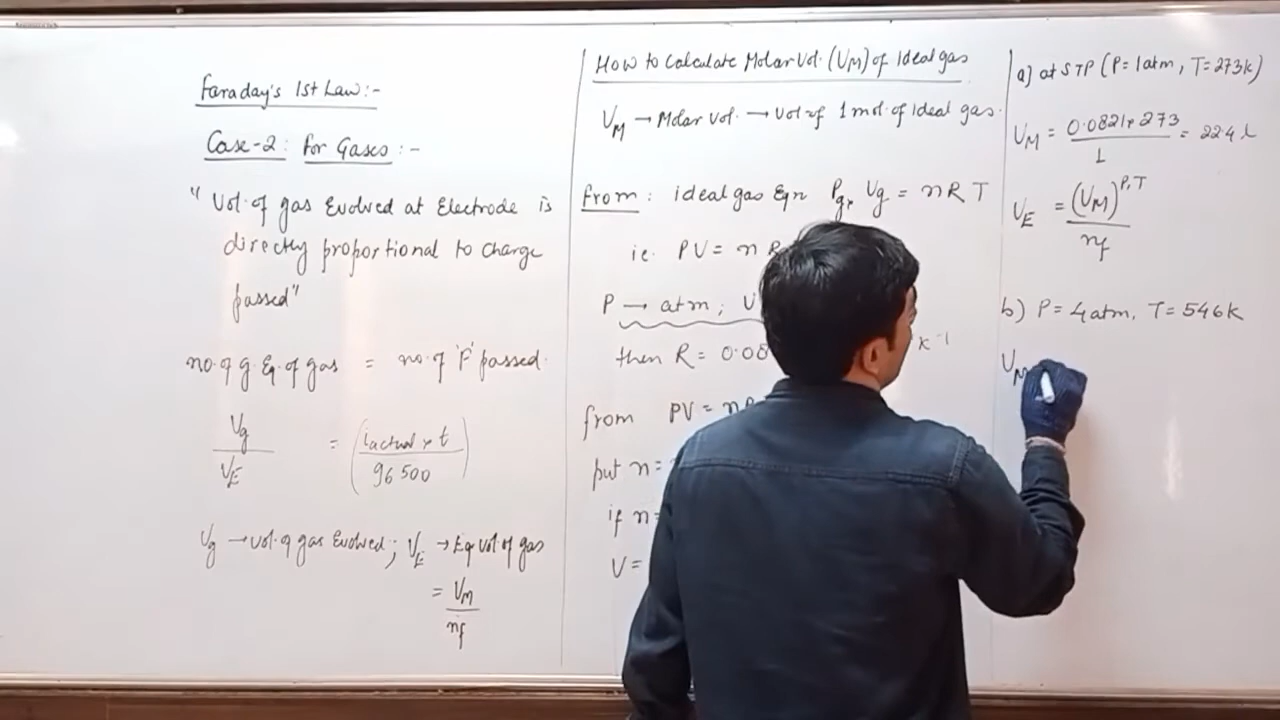 Faraday's 1st Law:-
Case-2: for Gases:-
" Vol. of gas Evolved at Electrode is
directly proportional to charge
passed"
no. of g. Eq. of gas = no. of 'F' passed.
Vg / VE = (iactual × t / 96500)
Vg → vol. of gas Evolved; VE → Eq vol of gas
= VM / nf
How to Calculate Molar Vol. (VM) of Ideal gas
VM → Molar Vol. → Vol of 1 mol. of Ideal gas.
from: ideal gas Eqn Pg × Vg = nRT
ie. PV = n R
P → atm; V
then R = 0.08 K⁻¹
from PV = nR
put n =
if n =
V =
a) at STP (P = 1atm, T = 273K)
VM = 0.0821 × 273 / 1 = 22.4 L
VE = (VM)^P,T / nf
b) P = 4atm, T = 546K
VM